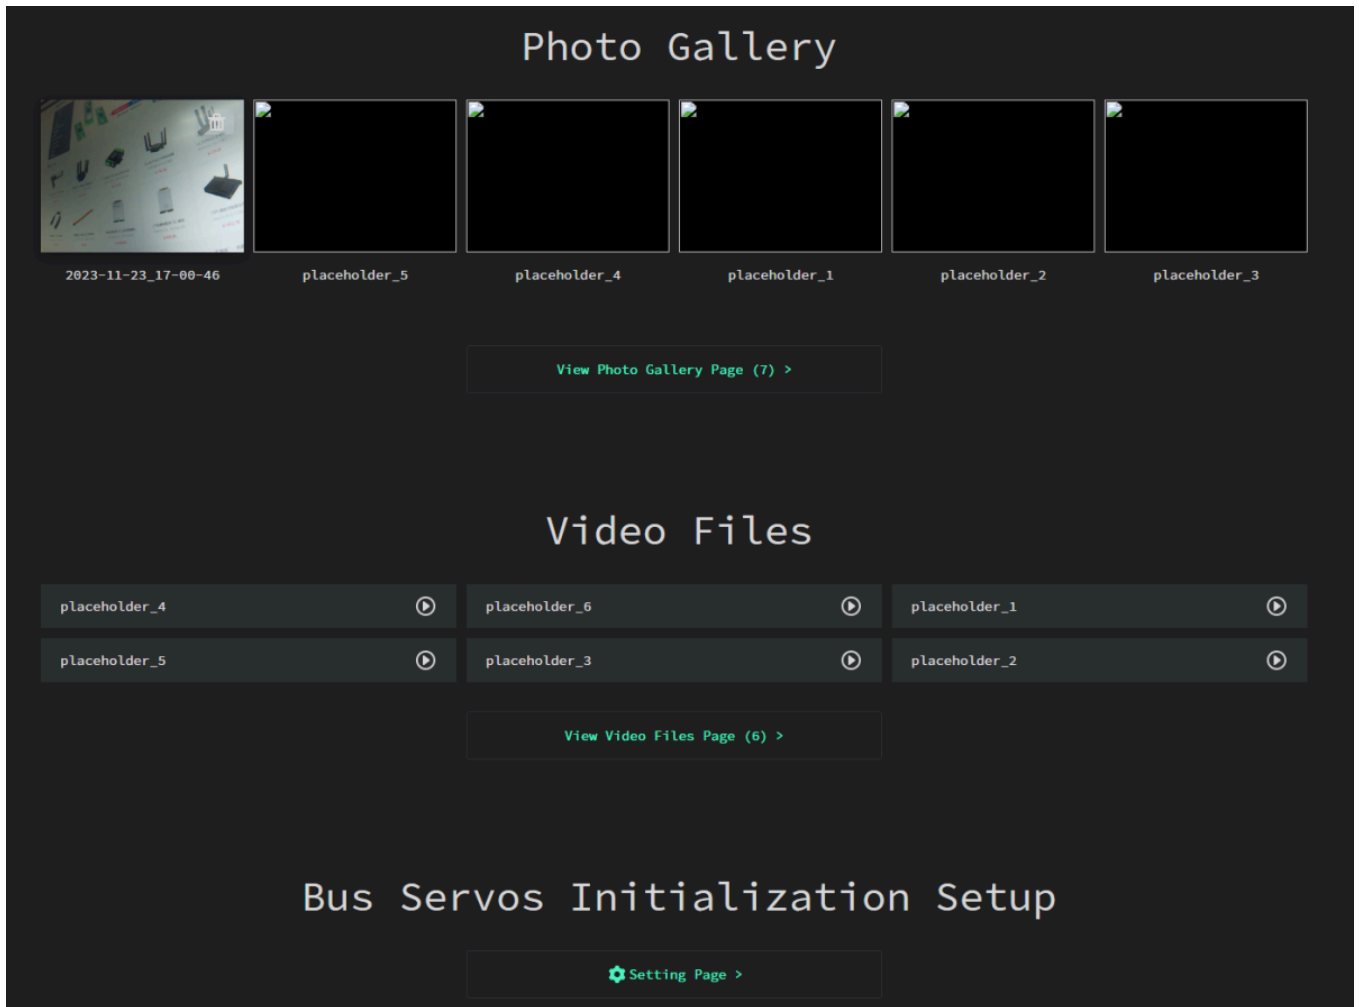 Photo Gallery
2023-11-23_17-00-46 placeholder_5 placeholder_4 placeholder_1 placeholder_2 placeholder_3
View Photo Gallery Page (7) >
Video Files
placeholder_4 placeholder_6 placeholder_1
placeholder_5 placeholder_3 placeholder_2
View Video Files Page (6) >
Bus Servos Initialization Setup
Setting Page >